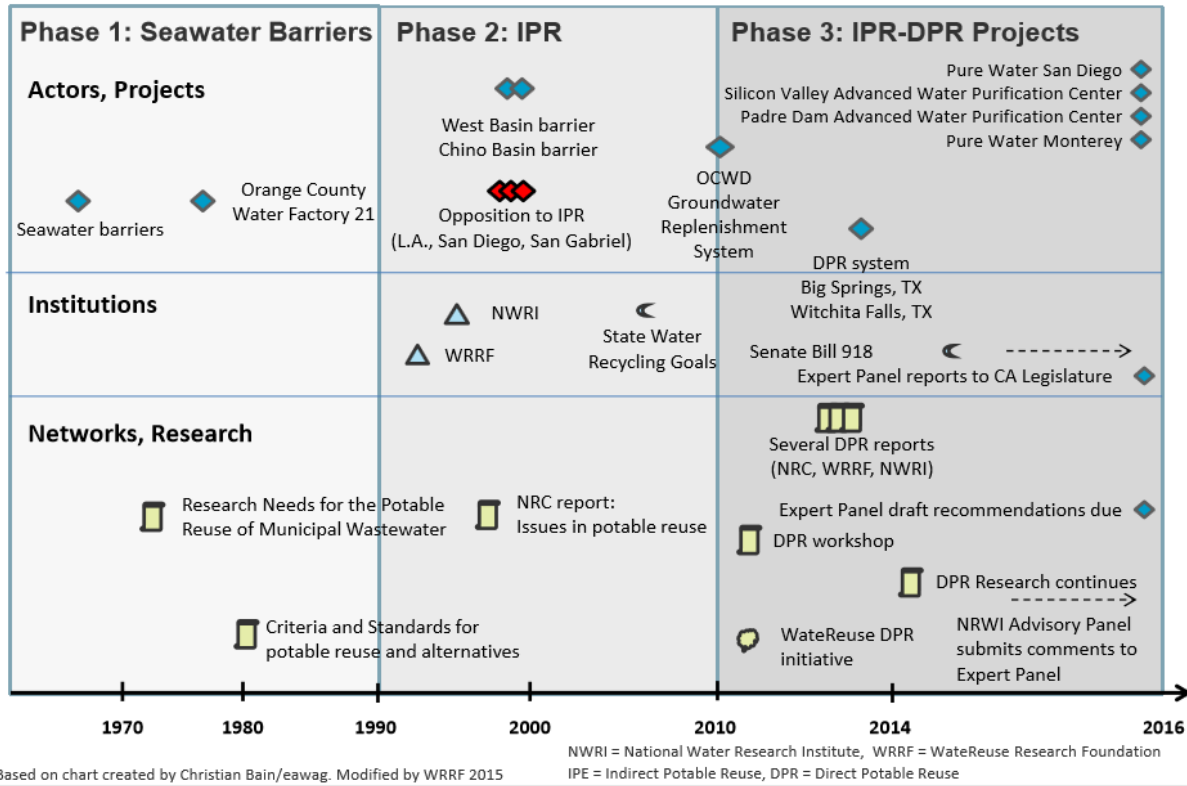 Phase 1: Seawater Barriers
Phase 2: IPR
Phase 3: IPR-DPR Projects
Actors, Projects
Seawater barriers
Orange County
Water Factory 21
West Basin barrier
Chino Basin barrier
Opposition to IPR
(L.A., San Diego, San Gabriel)
OCWD
Groundwater
Replenishment
System
Pure Water San Diego
Silicon Valley Advanced Water Purification Center
Padre Dam Advanced Water Purification Center
Pure Water Monterey
DPR system
Big Springs, TX
Witchita Falls, TX
Institutions
NWRI
WRRF
State Water
Recycling Goals
Senate Bill 918
Expert Panel reports to CA Legislature
Networks, Research
Research Needs for the Potable
Reuse of Municipal Wastewater
Criteria and Standards for
potable reuse and alternatives
NRC report:
Issues in potable reuse
Several DPR reports
(NRC, WRRF, NWRI)
Expert Panel draft recommendations due
DPR workshop
DPR Research continues
WateReuse DPR
initiative
NRWI Advisory Panel
submits comments to
Expert Panel
1970
1980
1990
2000
2010
2014
2016
Based on chart created by Christian Bain/eawag. Modified by WRRF 2015
NWRI = National Water Research Institute, WRRF = WateReuse Research Foundation
IPE = Indirect Potable Reuse, DPR = Direct Potable Reuse